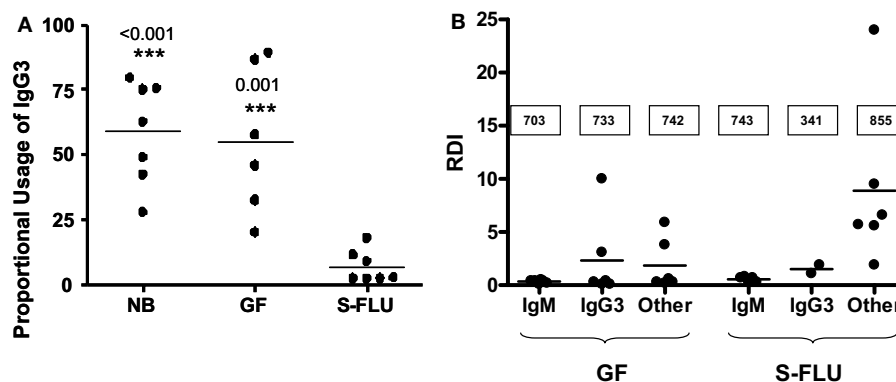 A
Proportional Usage of IgG3
100
75
50
25
0
<0.001
***
0.001
***
NB GF S-FLU
B
RDI
25
20
15
10
5
0
703 733 742 743 341 855
IgM IgG3 Other IgM IgG3 Other
GF S-FLU